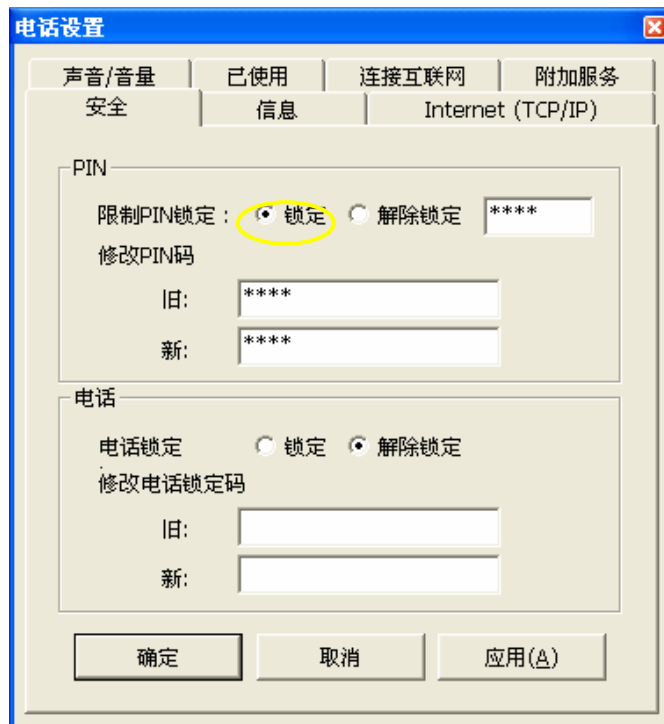 电话设置
声音/音量 已使用 连接互联网 附加服务
安全 信息 Internet (TCP/IP)
PIN
限制PIN锁定： 锁定 解除锁定 ****
修改PIN码
旧: ****
新: ****
电话
电话锁定 锁定 解除锁定
修改电话锁定码
旧:
新:
确定 取消 应用(A)